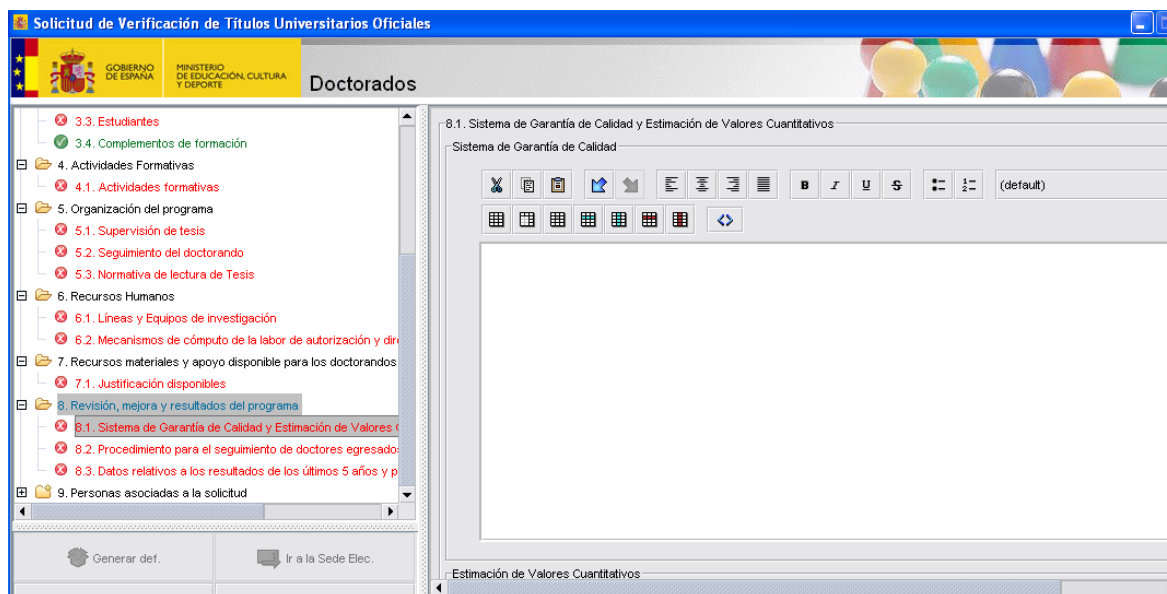 Solicitud de Verificación de Títulos Universitarios Oficiales
GOBIERNO
DE ESPAÑA
MINISTERIO
DE EDUCACIÓN, CULTURA
Y DEPORTE
Doctorados
3.3. Estudiantes
3.4. Complementos de formación
4. Actividades Formativas
4.1. Actividades formativas
5. Organización del programa
5.1. Supervisión de tesis
5.2. Seguimiento del doctorando
5.3. Normativa de lectura de Tesis
6. Recursos Humanos
6.1. Líneas y Equipos de investigación
6.2. Mecanismos de cómputo de la labor de autorización y dire
7. Recursos materiales y apoyo disponible para los doctorandos
7.1. Justificación disponibles
8. Revisión, mejora y resultados del programa
8.1. Sistema de Garantía de Calidad y Estimación de Valores C
8.2. Procedimiento para el seguimiento de doctores egresados
8.3. Datos relativos a los resultados de los últimos 5 años y p
9. Personas asociadas a la solicitud
Generar def.
Ir a la Sede Elec.
8.1. Sistema de Garantía de Calidad y Estimación de Valores Cuantitativos
Sistema de Garantía de Calidad
B I U S
(default)
Estimación de Valores Cuantitativos